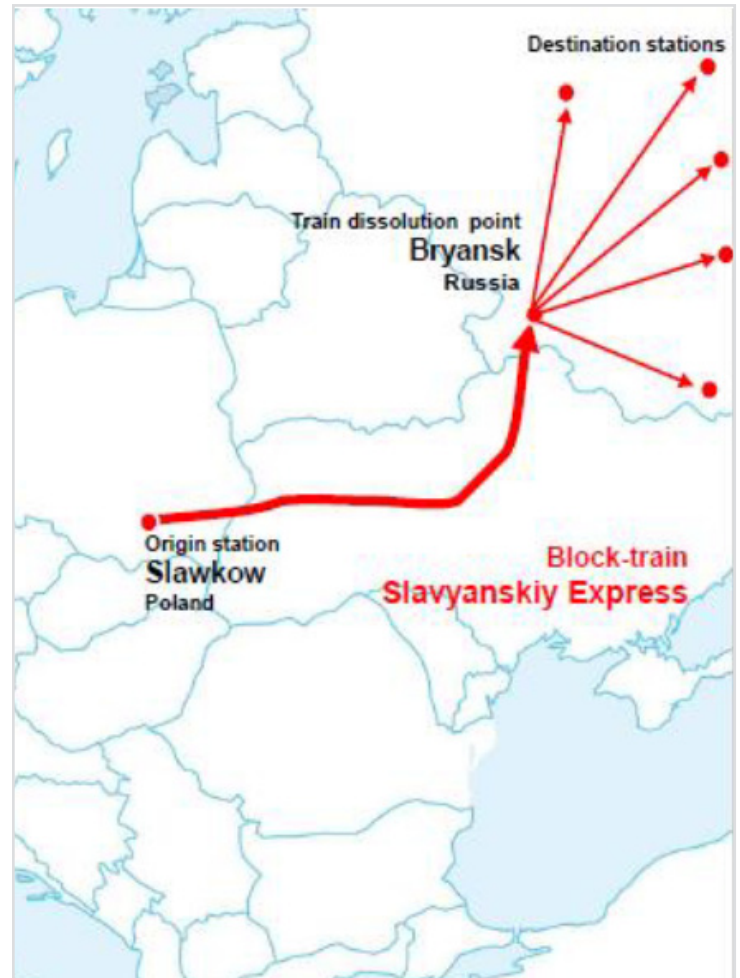 Destination stations
Train dissolution point
Bryansk
Russia
Origin station
Slawkow
Poland
Block-train
Slavyanskiy Express